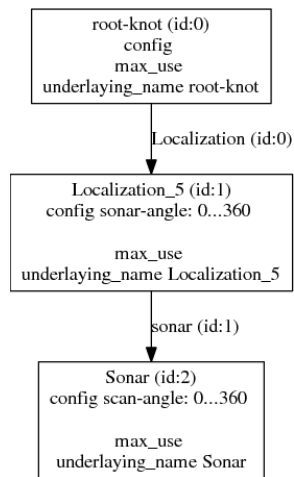 root-knot (id:0)
config
max_use
underlaying_name root-knot
Localization (id:0)
Localization_5 (id:1)
config sonar-angle: 0...360
max_use
underlaying_name Localization_5
sonar (id:1)
Sonar (id:2)
config scan-angle: 0...360
max_use
underlaying_name Sonar